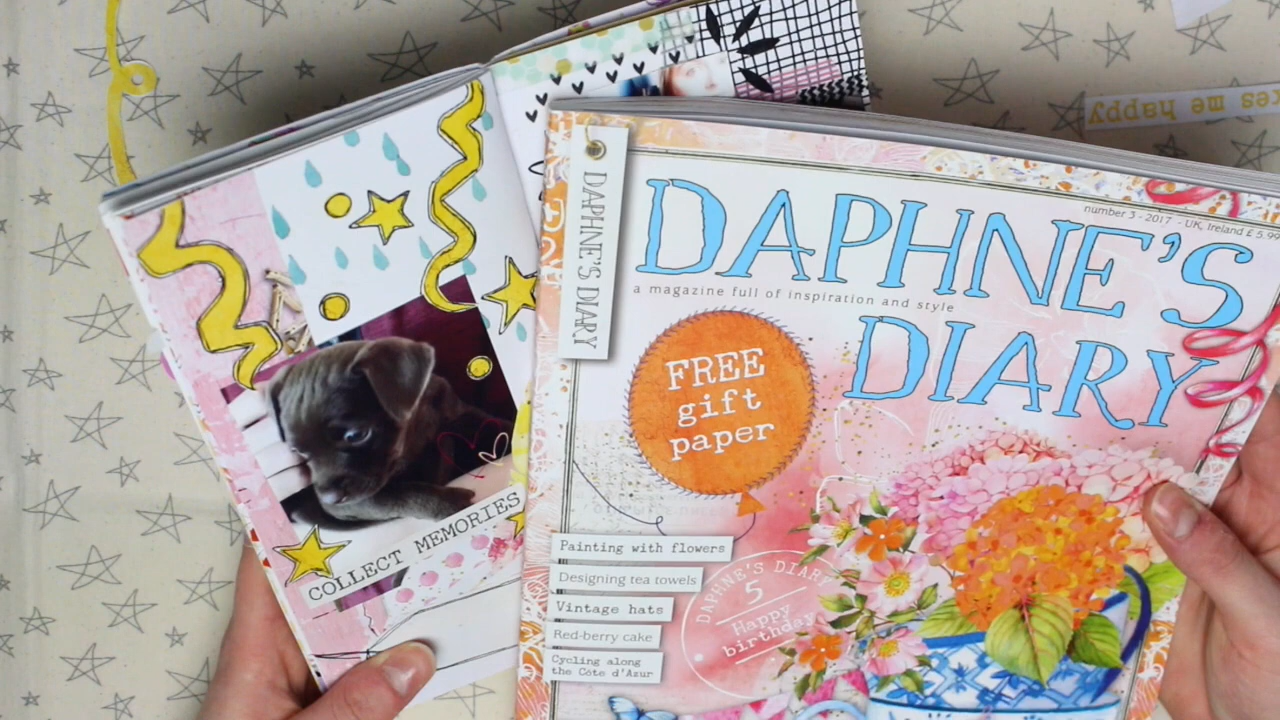 es me happy
number 3 - 2017 - UK, Ireland £ 5.99
DAPHNE'S DIARY
DAPHNE'S
DIARY
a magazine full of inspiration and style
FREE
gift
paper
COLLECT MEMORIES
Painting with flowers
Designing tea towels
Vintage hats
Red-berry cake
Cycling along
the Côte d'Azur
DAPHNE'S DIARY
5
Happy
birthday